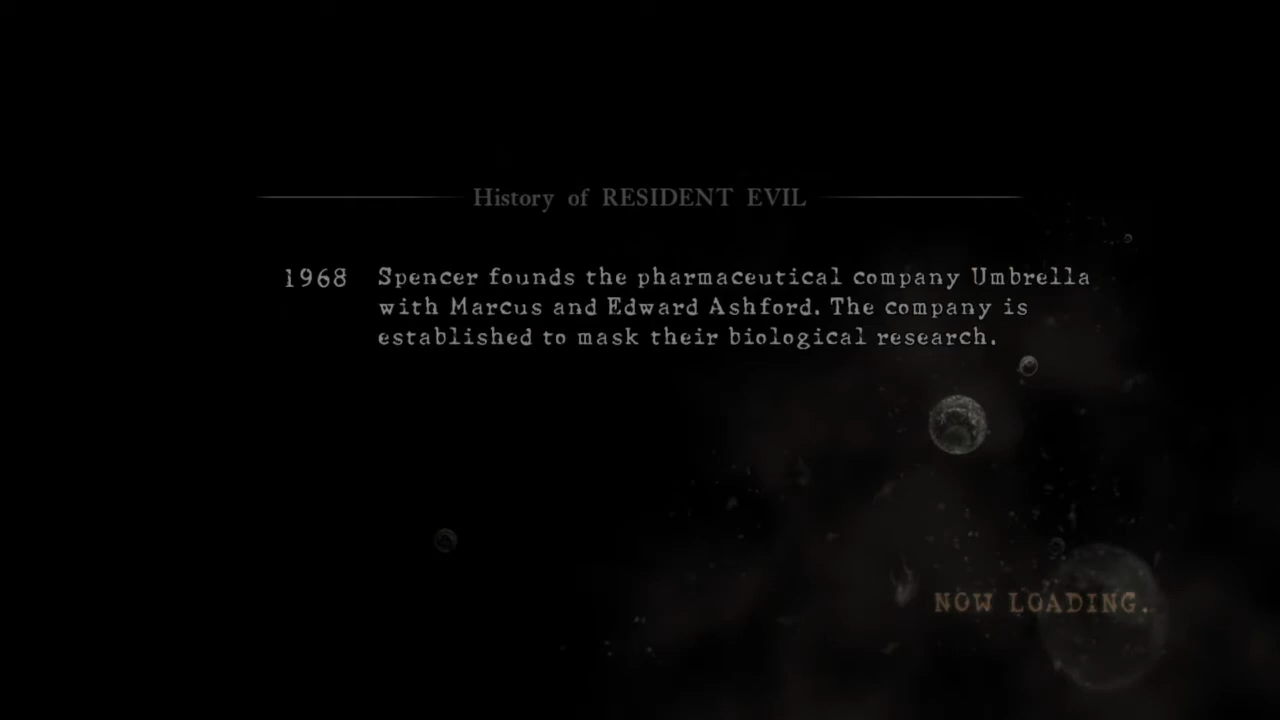 History of RESIDENT EVIL
1968 Spencer founds the pharmaceutical company Umbrella
with Marcus and Edward Ashford. The company is
established to mask their biological research.
NOW LOADING.